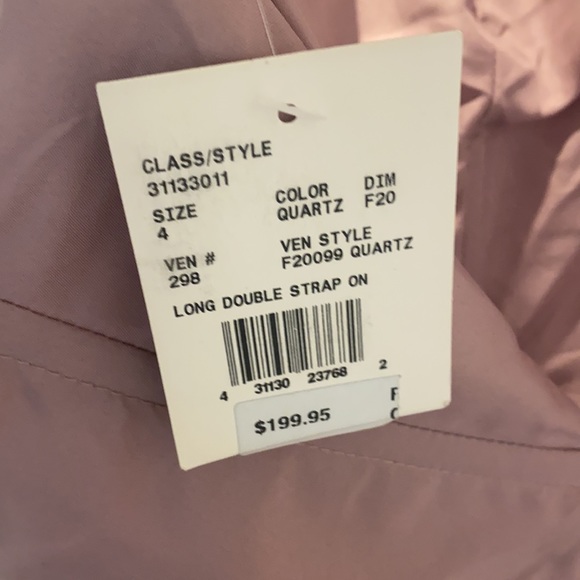 CLASS/STYLE
31133011
SIZE
4
COLOR
QUARTZ
DIM
F20
VEN #
298
VEN STYLE
F20099 QUARTZ
LONG DOUBLE STRAP ON
4 31130 23768 2
$199.95